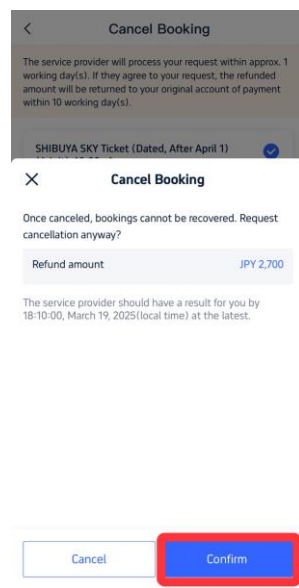 Cancel Booking
The service provider will process your request within approx. 1
working day(s). If they agree to your request, the refunded
amount will be returned to your original account of payment
within 10 working day(s).
SHIBUYA SKY Ticket (Dated, After April 1)
Cancel Booking
Once canceled, bookings cannot be recovered. Request
cancellation anyway?
Refund amount JPY 2,700
The service provider should have a result for you by
18:10:00, March 19, 2025(local time) at the latest.
Cancel Confirm